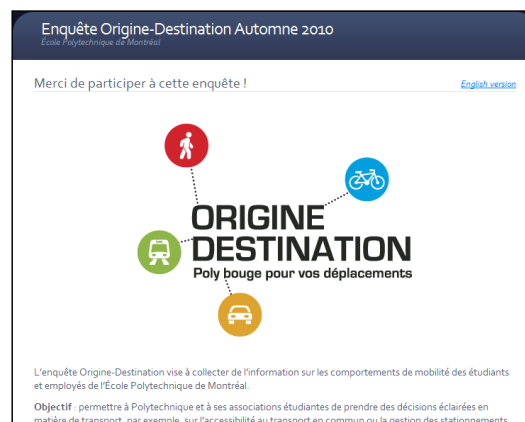 Enquête Origine-Destination Automne 2010
École Polytechnique de Montréal
Merci de participer à cette enquête !
English version
ORIGINE
DESTINATION
Poly bouge pour vos déplacements
L'enquête Origine-Destination vise à collecter de l'information sur les comportements de mobilité des étudiants
et employés de l'École Polytechnique de Montréal.
Objectif : permettre à Polytechnique et à ses associations étudiantes de prendre des décisions éclairées en
matière de transport, par exemple, sur l'accessibilité au transport en commun ou la gestion des stationnements